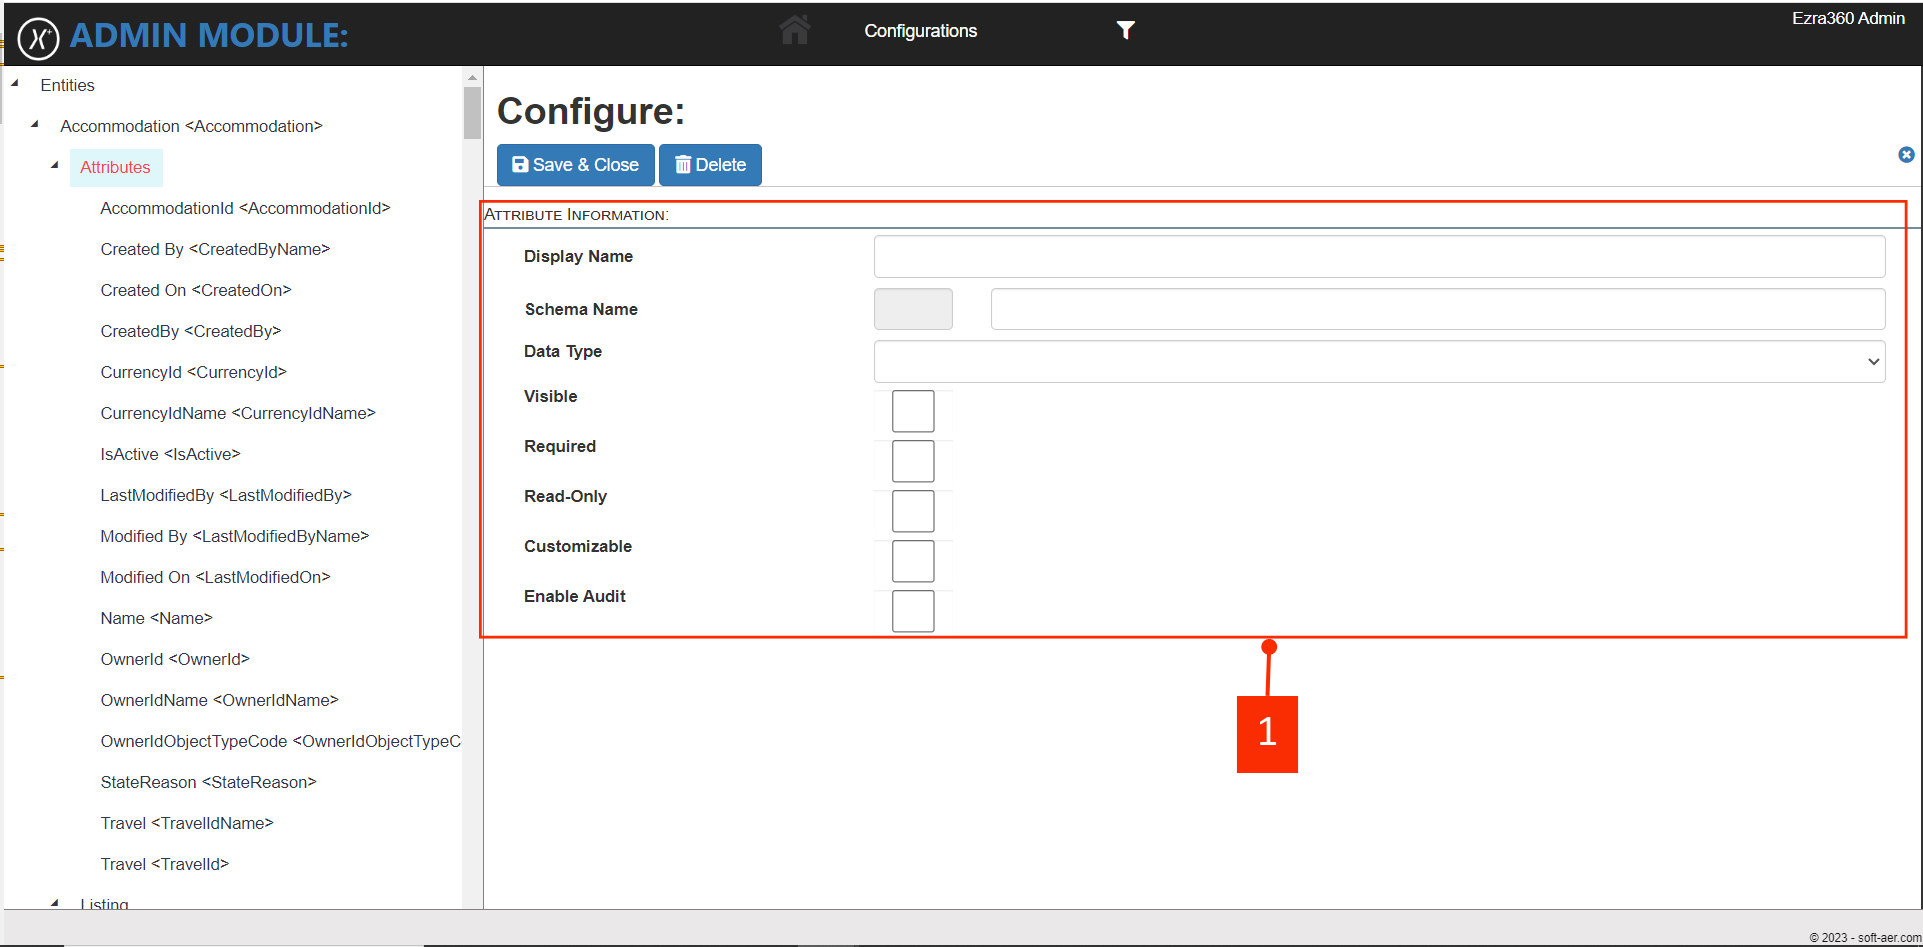 ADMIN MODULE:
Configurations
Ezra360 Admin
Entities
Accommodation <Accommodation>
Attributes
AccommodationId <AccommodationId>
Created By <CreatedByName>
Created On <CreatedOn>
CreatedBy <CreatedBy>
CurrencyId <CurrencyId>
CurrencyIdName <CurrencyIdName>
IsActive <IsActive>
LastModifiedBy <LastModifiedBy>
Modified By <LastModifiedByName>
Modified On <LastModifiedOn>
Name <Name>
OwnerId <OwnerId>
OwnerIdName <OwnerIdName>
OwnerIdObjectTypeCode <OwnerIdObjectTypeC
StateReason <StateReason>
Travel <TravelIdName>
Travel <TravelId>
Listing
Configure:
Save & Close
Delete
ATTRIBUTE INFORMATION:
Display Name
Schema Name
Data Type
Visible
Required
Read-Only
Customizable
Enable Audit
1
© 2023 - soft-aer.com